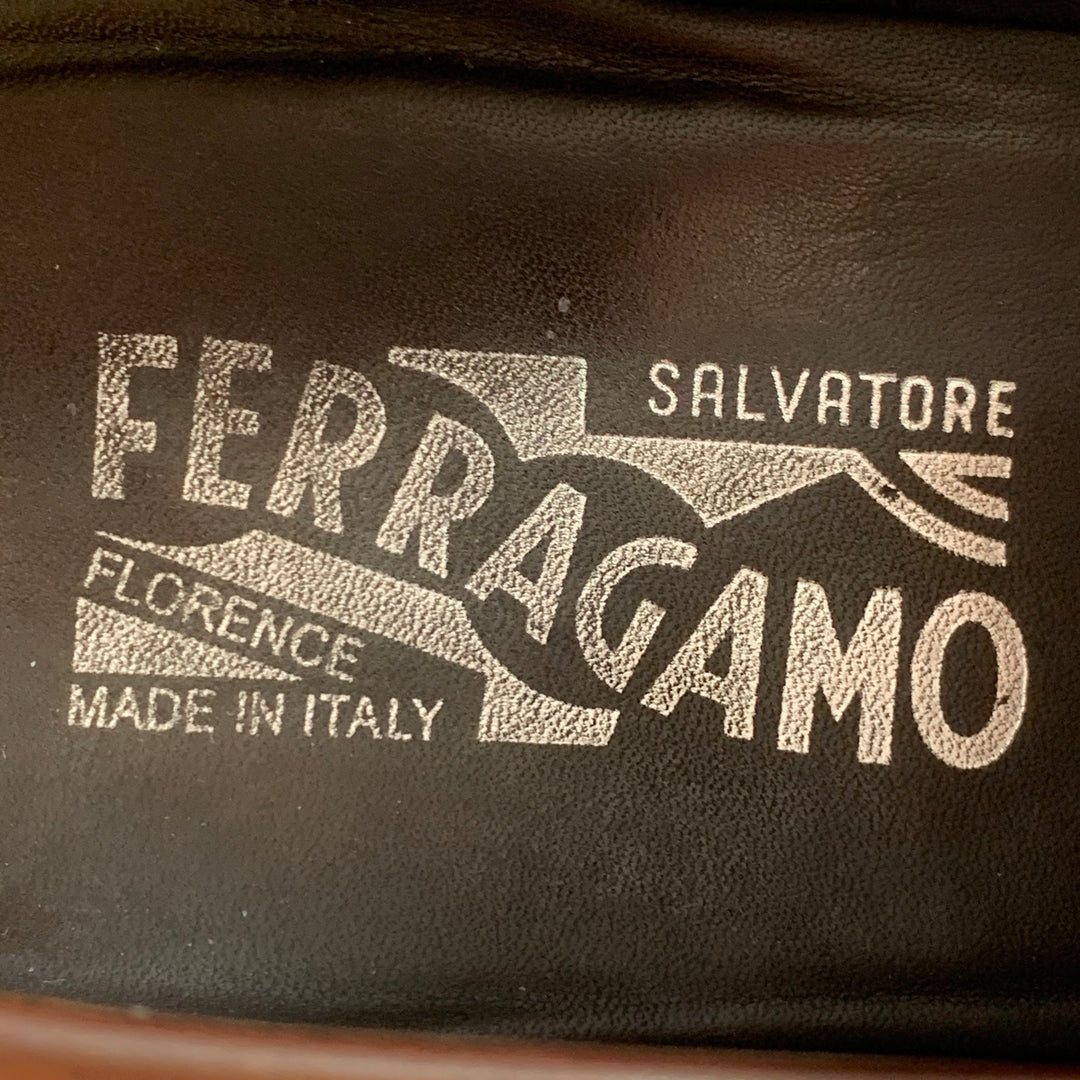 SALVATORE
FERRAGAMO
FLORENCE
MADE IN ITALY